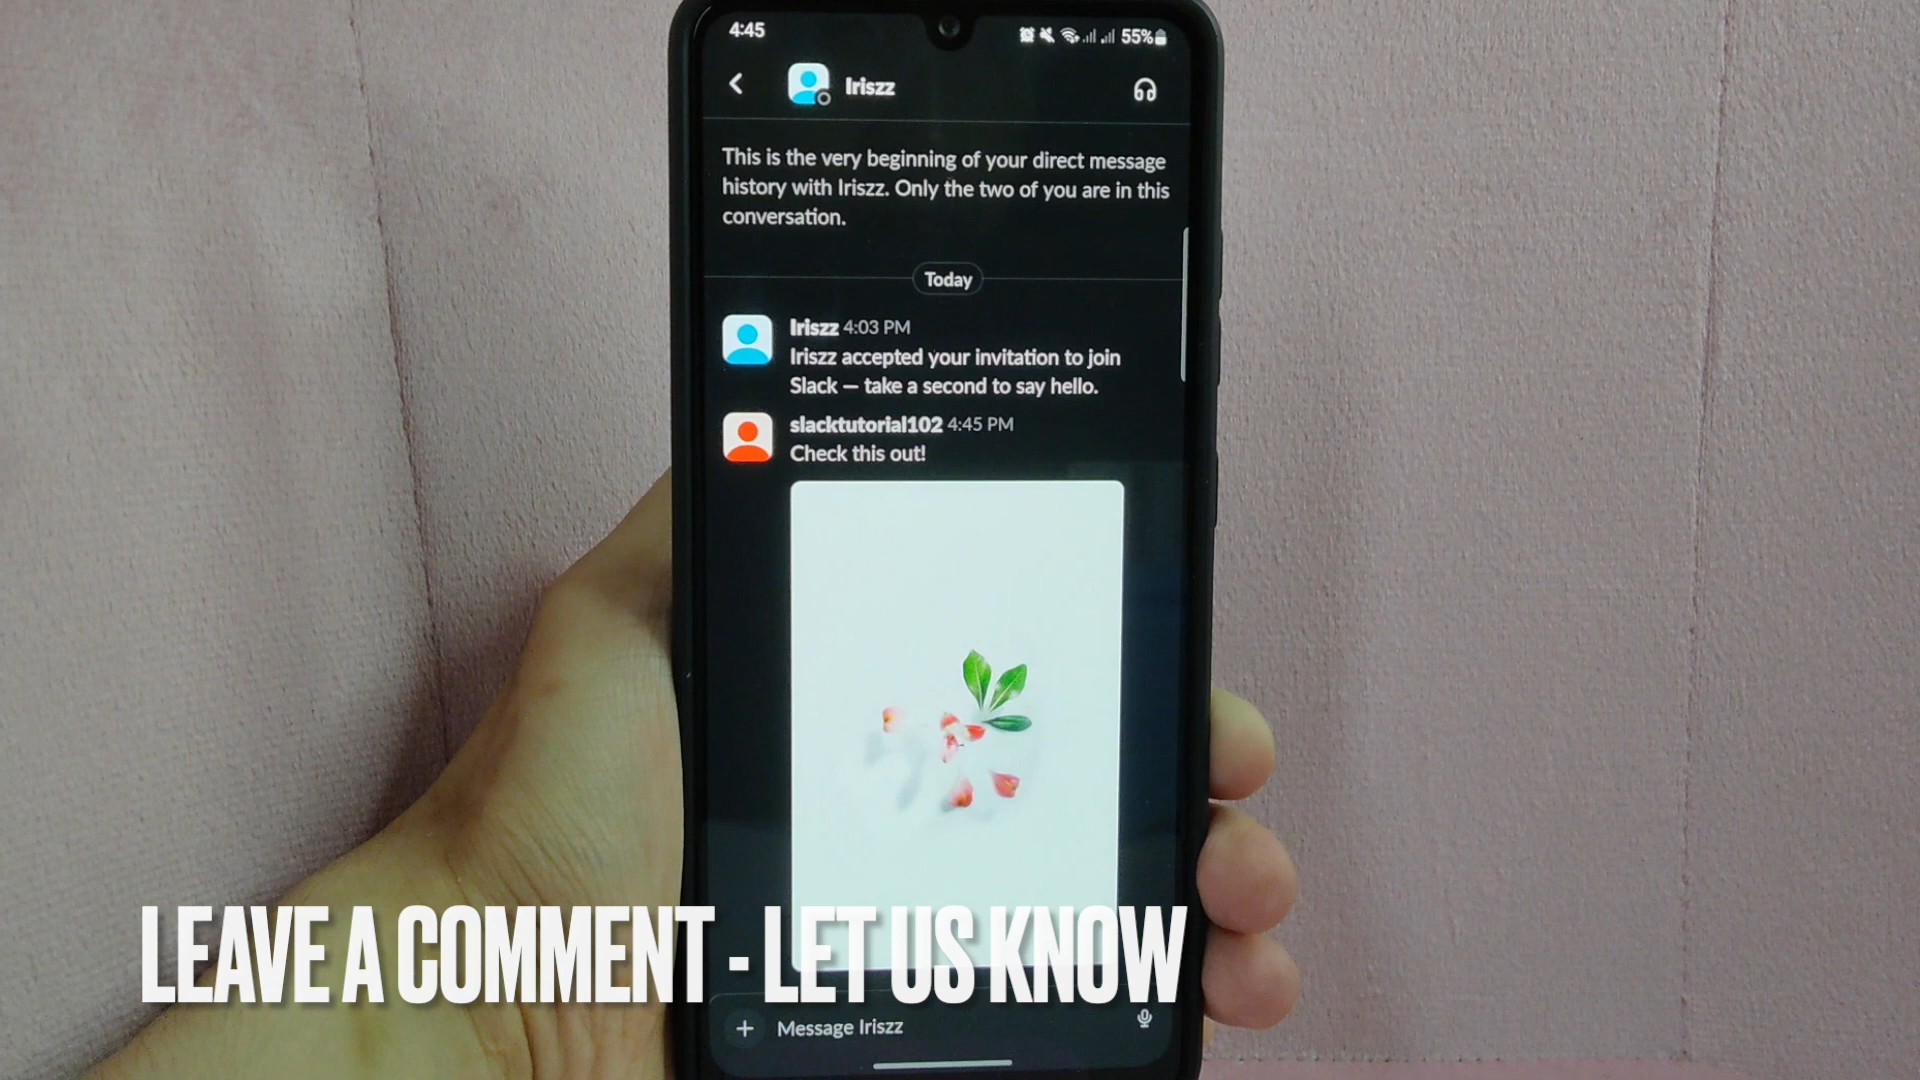 4:45
55%
Iriszz
This is the very beginning of your direct message
history with Iriszz. Only the two of you are in this
conversation.
Today
Iriszz 4:03 PM
Iriszz accepted your invitation to join
Slack — take a second to say hello.
slacktutorial102 4:45 PM
Check this out!
LEAVE A COMMENT - LET US KNOW
Message Iriszz